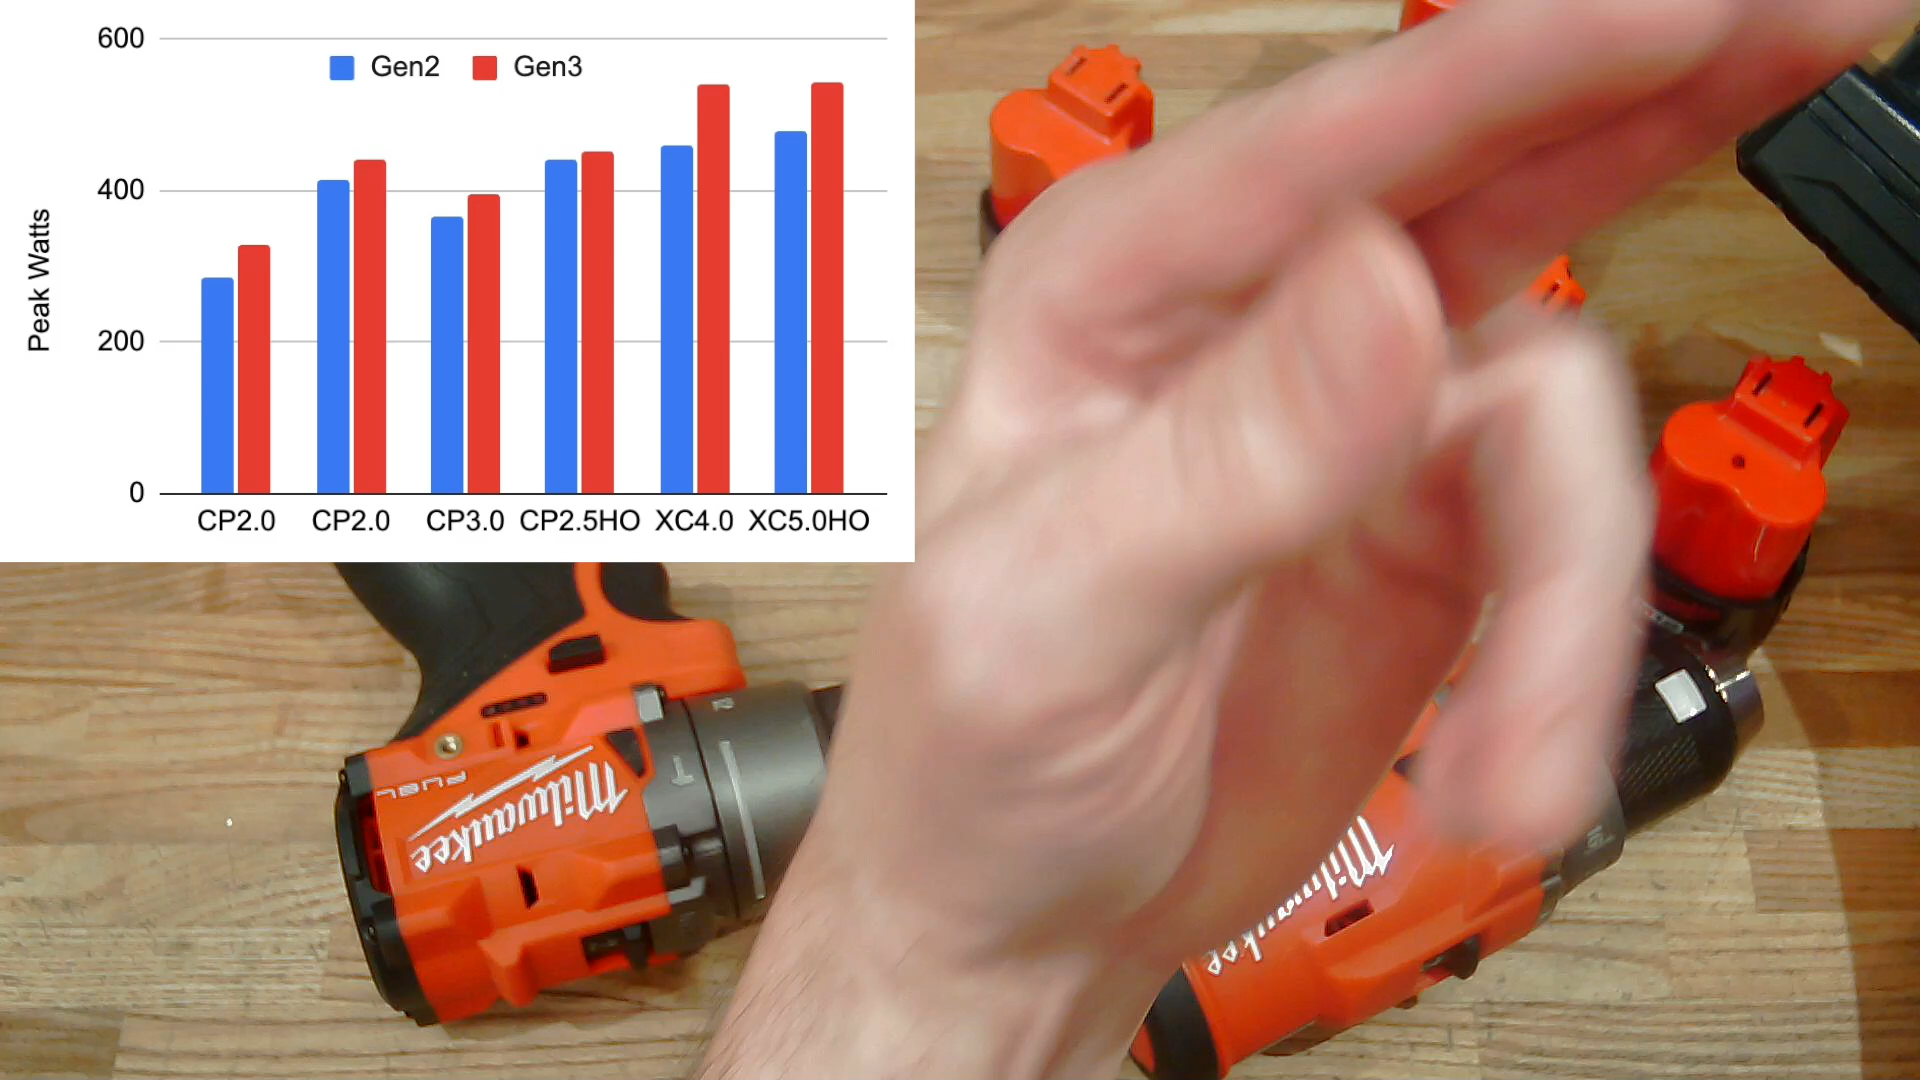 600
Gen2 Gen3
400
Peak Watts
200
0
CP2.0 CP2.0 CP3.0 CP2.5HO XC4.0 XC5.0HO
FUEL
Milwaukee
2
Milwaukee